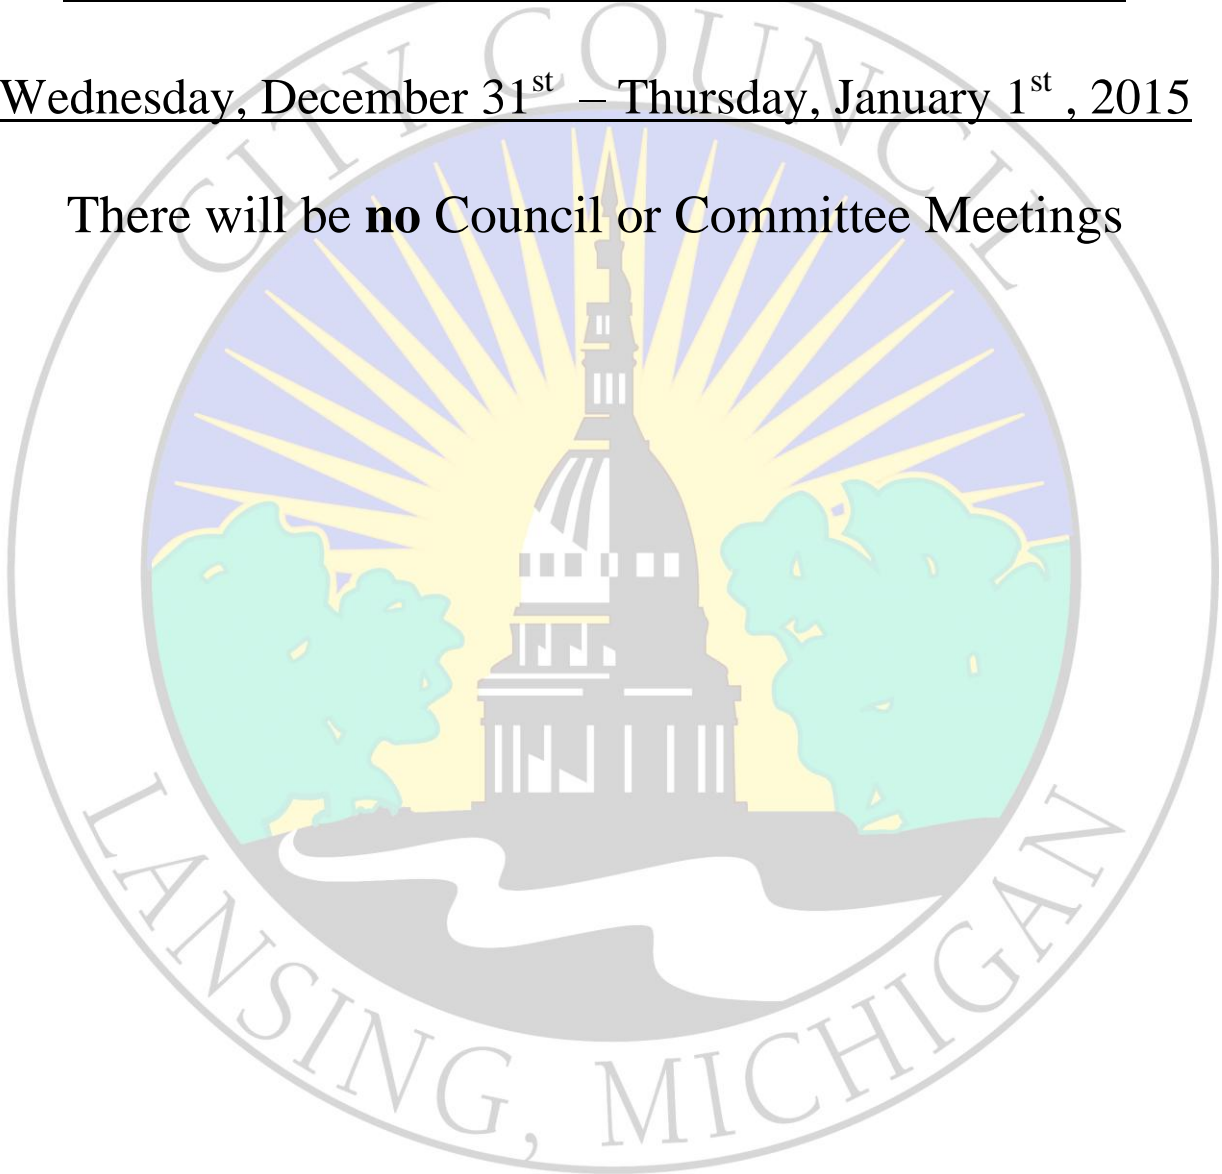 CITY COUNCIL
Wednesday, December 31st – Thursday, January 1st , 2015
There will be no Council or Committee Meetings
LANSING, MICHIGAN